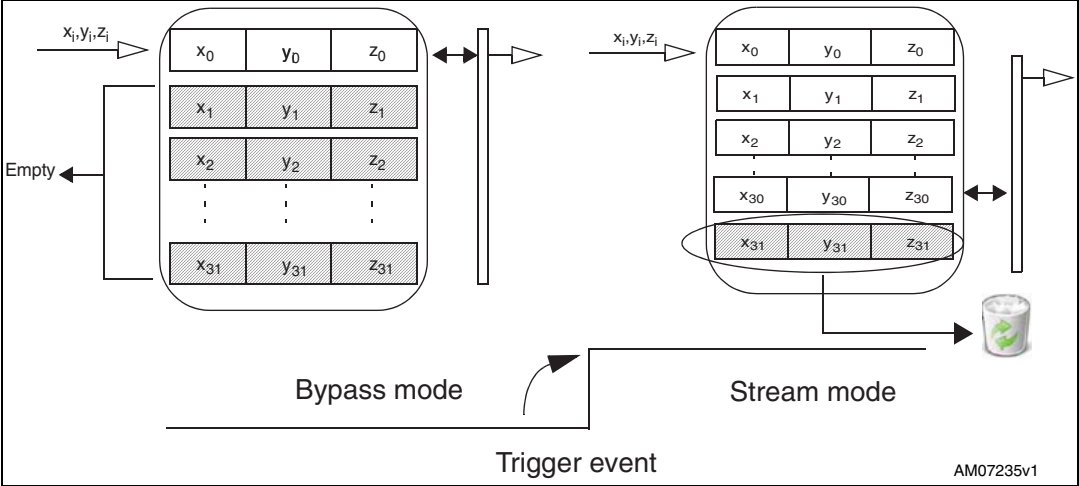 xi,yi,zi
x0 y0 z0
x1 y1 z1
x2 y2 z2
x31 y31 z31
Empty
xi,yi,zi
x0 y0 z0
x1 y1 z1
x2 y2 z2
x30 y30 z30
x31 y31 z31
Bypass mode
Stream mode
Trigger event
AM07235v1